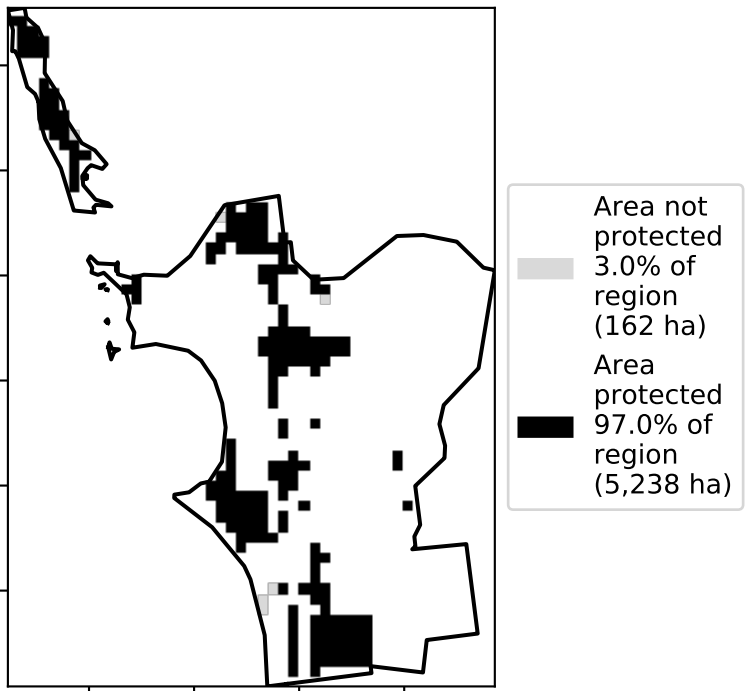 Area not
protected
3.0% of
region
(162 ha)
Area
protected
97.0% of
region
(5,238 ha)